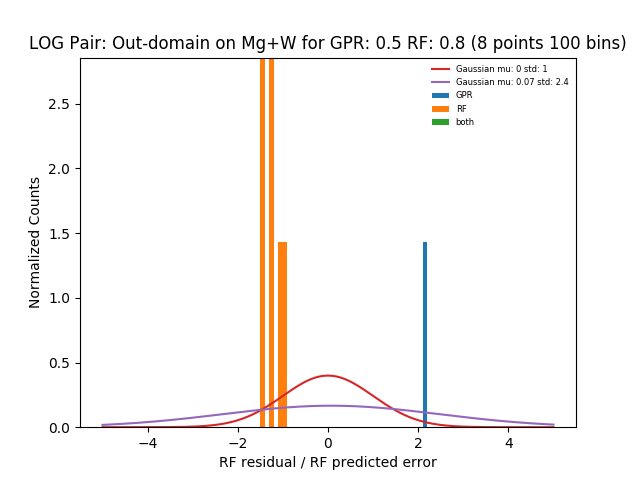 LOG Pair: Out-domain on Mg+W for GPR: 0.5 RF: 0.8 (8 points 100 bins)
Gaussian mu: 0 std: 1
Gaussian mu: 0.07 std: 2.4
GPR
RF
both
Normalized Counts
2.5
2.0
1.5
1.0
0.5
0.0
−4
−2
0
2
4
RF residual / RF predicted error